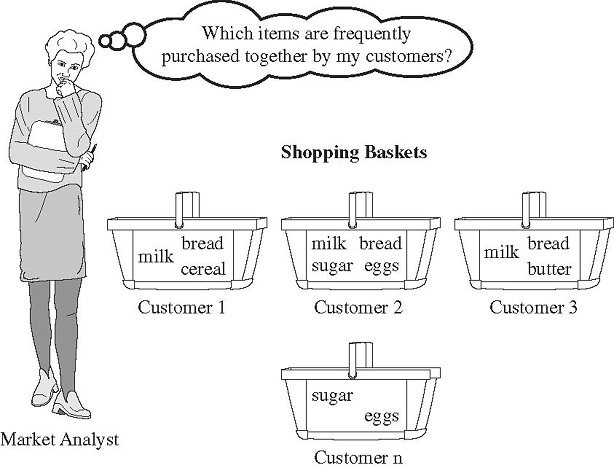 Which items are frequently
purchased together by my customers?
Shopping Baskets
milk bread
cereal
Customer 1
milk bread
sugar eggs
Customer 2
milk bread
butter
Customer 3
sugar
eggs
Customer n
Market Analyst